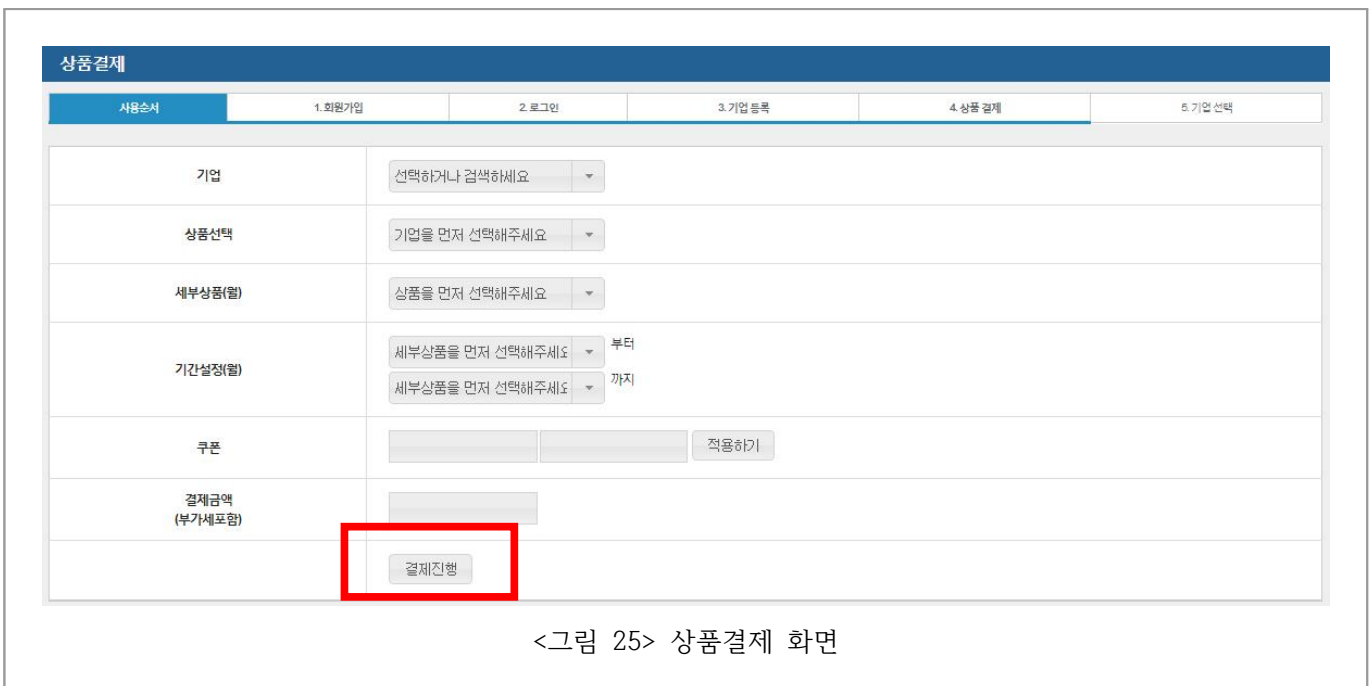 상품결제
사용순서 1. 회원가입 2. 로그인 3. 기업 등록 4. 상품 결제 5. 기업 선택
기업 선택하거나 검색하세요
상품선택 기업을 먼저 선택해주세요
세부상품(월) 상품을 먼저 선택해주세요
기간설정(월) 세부상품을 먼저 선택해주세요 부터
세부상품을 먼저 선택해주세요 까지
쿠폰 적용하기
결제금액
(부가세포함)
결제진행
<그림 25> 상품결제 화면